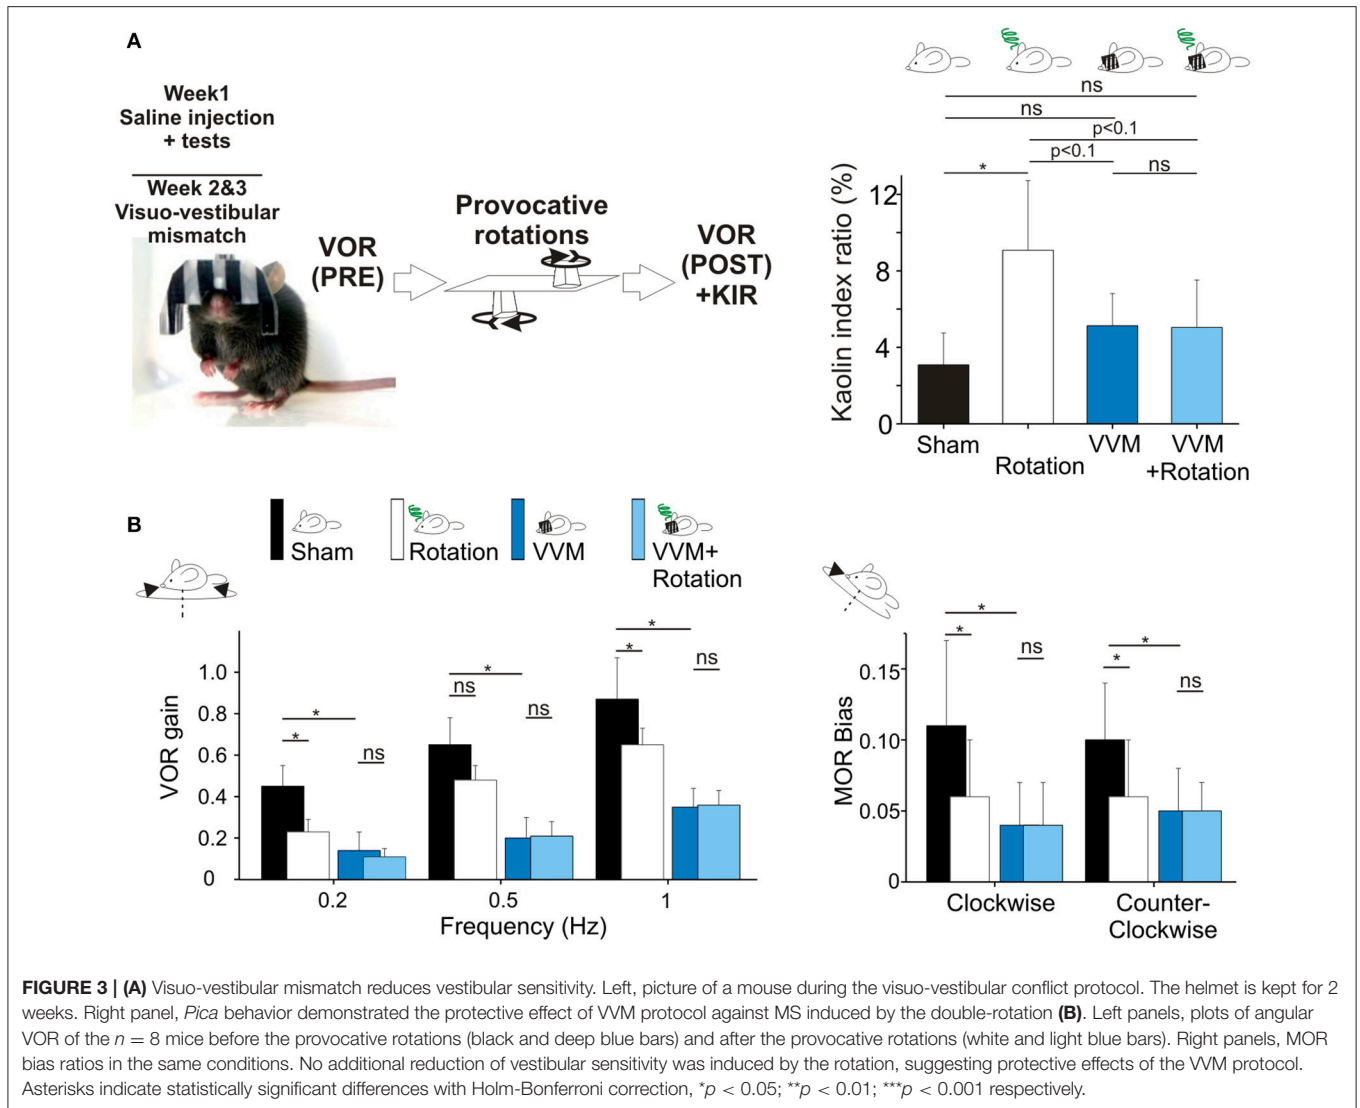 A
Week1
Saline injection
+ tests
Week 2&3
Visuo-vestibular
mismatch
VOR
(PRE)
Provocative
rotations
VOR
(POST)
+KIR
ns
ns
p<0.1
p<0.1
*
ns
Kaolin index ratio (%)
12
8
4
0
Sham
Rotation
VVM
VVM
+Rotation
B
Sham
Rotation
VVM
VVM+
Rotation
VOR gain
1.0
0.8
0.6
0.4
0.2
0
*
*
ns
*
ns
ns
*
*
ns
0.2
0.5
1
Frequency (Hz)
MOR Bias
0.15
0.10
0.05
0
*
*
ns
*
*
ns
Clockwise
Counter-
Clockwise
FIGURE 3 | (A) Visuo-vestibular mismatch reduces vestibular sensitivity. Left, picture of a mouse during the visuo-vestibular conflict protocol. The helmet is kept for 2
weeks. Right panel, Pica behavior demonstrated the protective effect of VVM protocol against MS induced by the double-rotation (B). Left panels, plots of angular
VOR of the n = 8 mice before the provocative rotations (black and deep blue bars) and after the provocative rotations (white and light blue bars). Right panels, MOR
bias ratios in the same conditions. No additional reduction of vestibular sensitivity was induced by the rotation, suggesting protective effects of the VVM protocol.
Asterisks indicate statistically significant differences with Holm-Bonferroni correction, *p < 0.05; **p < 0.01; ***p < 0.001 respectively.